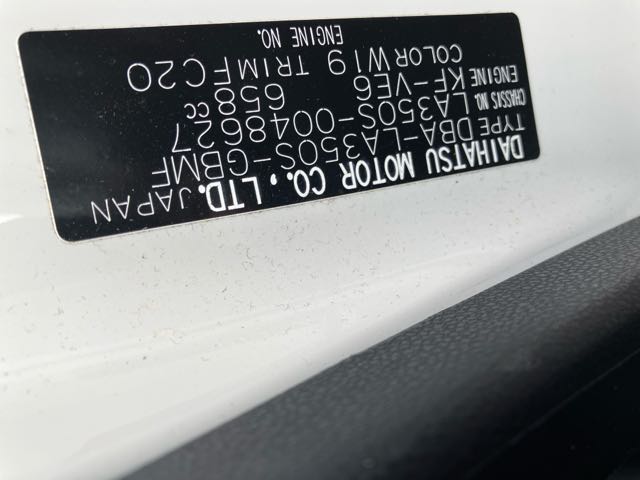 DAIHATSU MOTOR CO., LTD. JAPAN
TYPE DBA-LA350S-GBMF
CHASSIS NO. LA350S-0048627
ENGINE KF-VE6 658cc
COLOR W19 TRIM FC20
ENGINE NO.